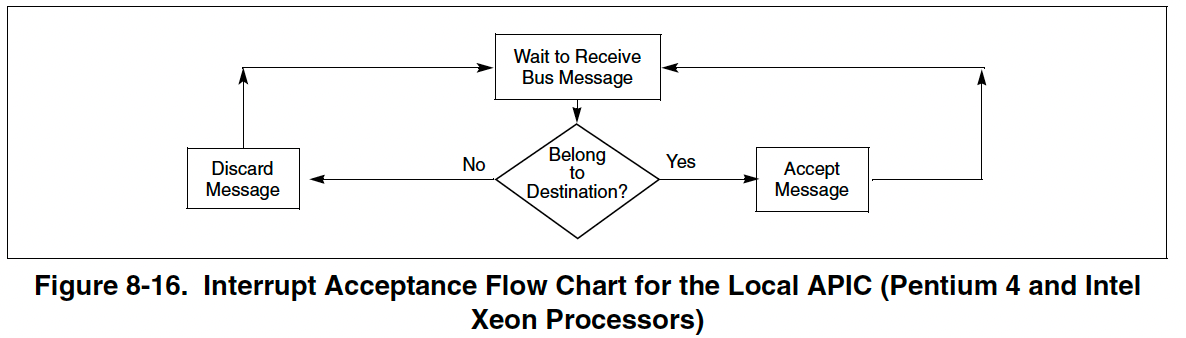 Wait to Receive
Bus Message
Discard
Message
No
Belong
to
Destination?
Yes
Accept
Message
Figure 8-16. Interrupt Acceptance Flow Chart for the Local APIC (Pentium 4 and Intel
Xeon Processors)